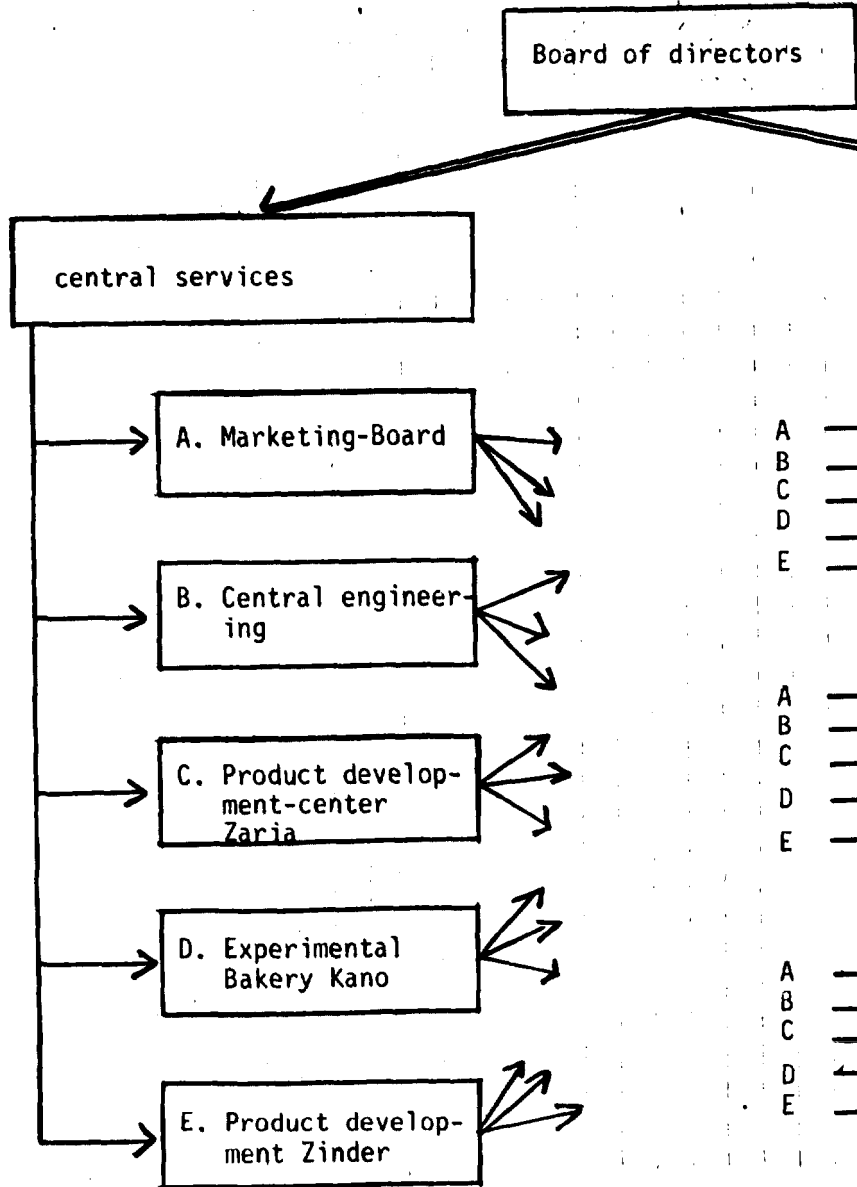 Board of directors
central services
A. Marketing-Board
B. Central engineer-
ing
C. Product develop-
ment-center
Zaria
D. Experimental
Bakery Kano
E. Product develop-
ment Zinder
A
B
C
D
E
A
B
C
D
E
A
B
C
D
E